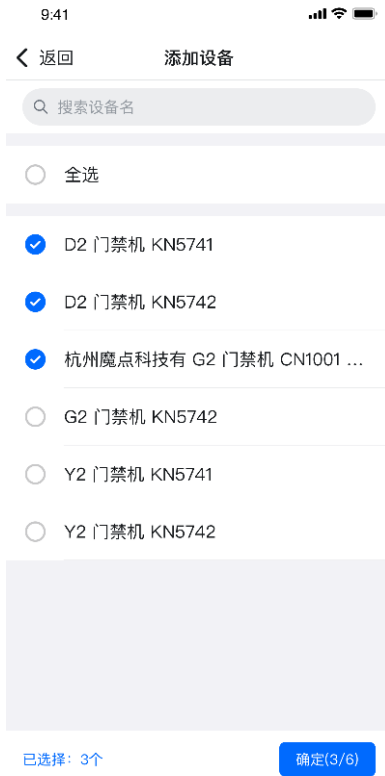 9:41
返回
添加设备
搜索设备名
全选
D2 门禁机 KN5741
D2 门禁机 KN5742
杭州魔点科技有 G2 门禁机 CN1001 ...
G2 门禁机 KN5742
Y2 门禁机 KN5741
Y2 门禁机 KN5742
已选择：3个
确定(3/6)